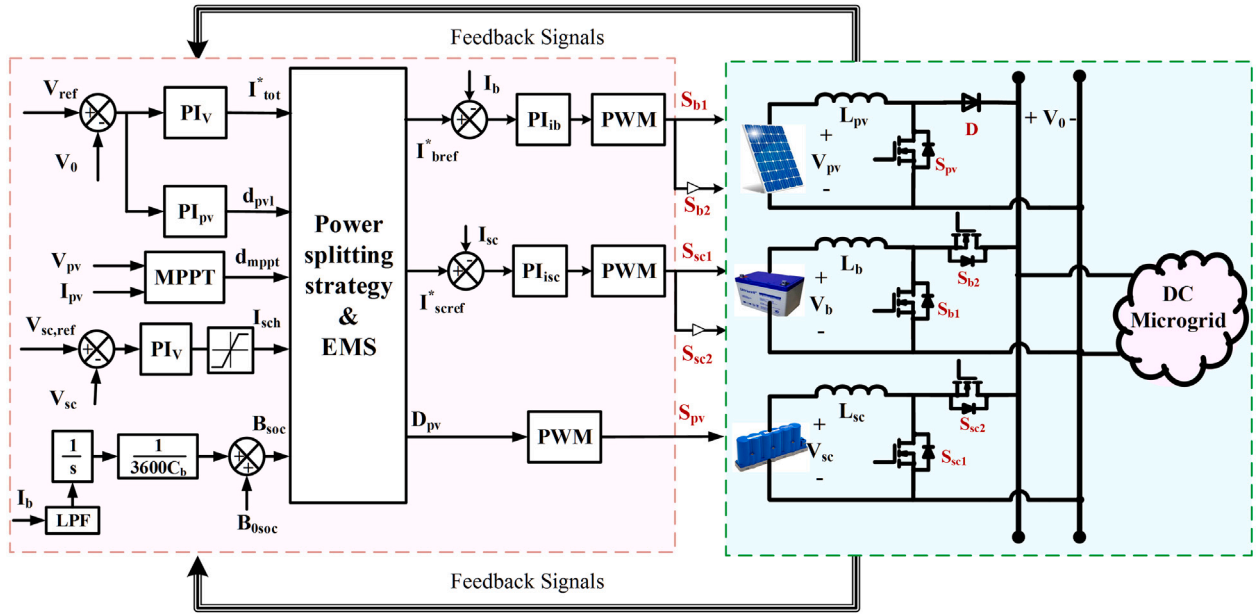 Feedback Signals
V_ref
V_0
PI_V
I*_tot
PI_pv
d_pvl
V_pv
I_pv
MPPT
d_mppt
V_sc,ref
V_sc
PI_V
I_sch
1/s
1/3600C_b
B_soc
B_0soc
I_b
LPF
Power
splitting
strategy
&
EMS
I_b
I*_bref
PI_ib
PWM
S_b1
S_b2
I_sc
I*_scref
PI_isc
PWM
S_sc1
S_sc2
D_pv
PWM
S_pv
L_pv
D
+ V_0 -
+
V_pv
-
S_pv
L_b
S_b2
+
V_b
-
S_b1
L_sc
S_sc2
+
V_sc
-
S_sc1
DC
Microgrid
Feedback Signals